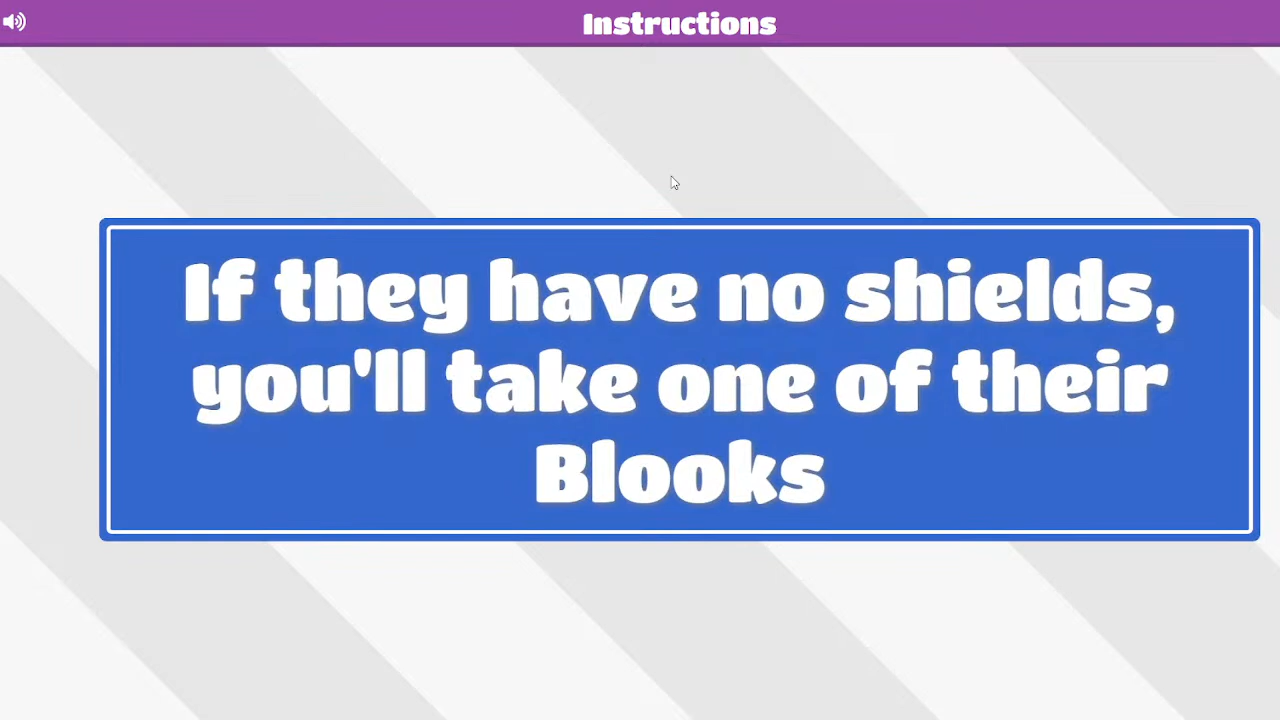 Instructions
If they have no shields,
you'll take one of their
Blooks